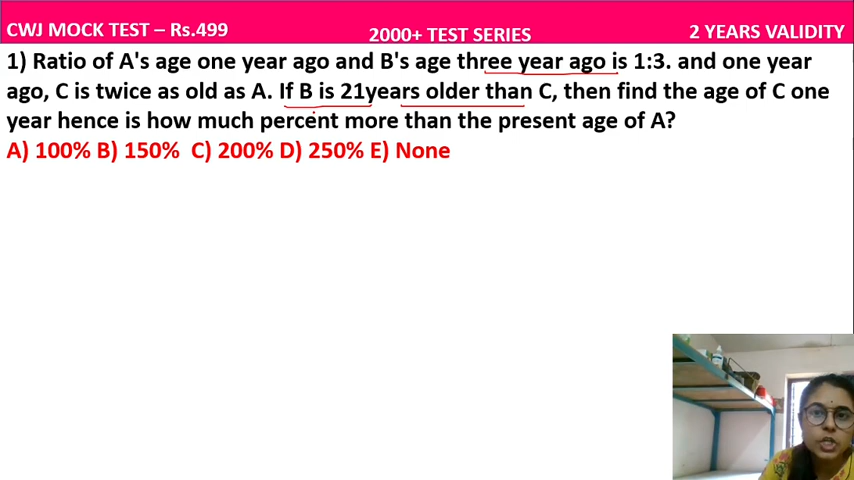 CWJ MOCK TEST – Rs.499
2000+ TEST SERIES
2 YEARS VALIDITY
1) Ratio of A's age one year ago and B's age three year ago is 1:3. and one year
ago, C is twice as old as A. If B is 21years older than C, then find the age of C one
year hence is how much percent more than the present age of A?
A) 100% B) 150% C) 200% D) 250% E) None